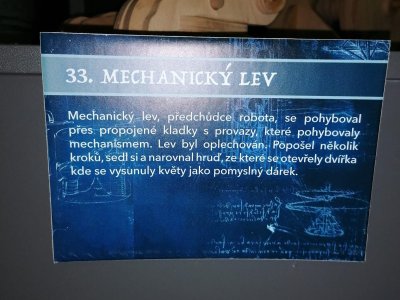 33. MECHANICKÝ LEV
Mechanický lev, předchůdce robota, se pohyboval
přes propojené kladky s provazy, které pohybovaly
mechanismem. Lev byl oplechován. Popošel několik
kroků, sedl si a narovnal hruď, ze které se otevřely dvířka
kde se vysunuly květy jako pomyslný dárek.